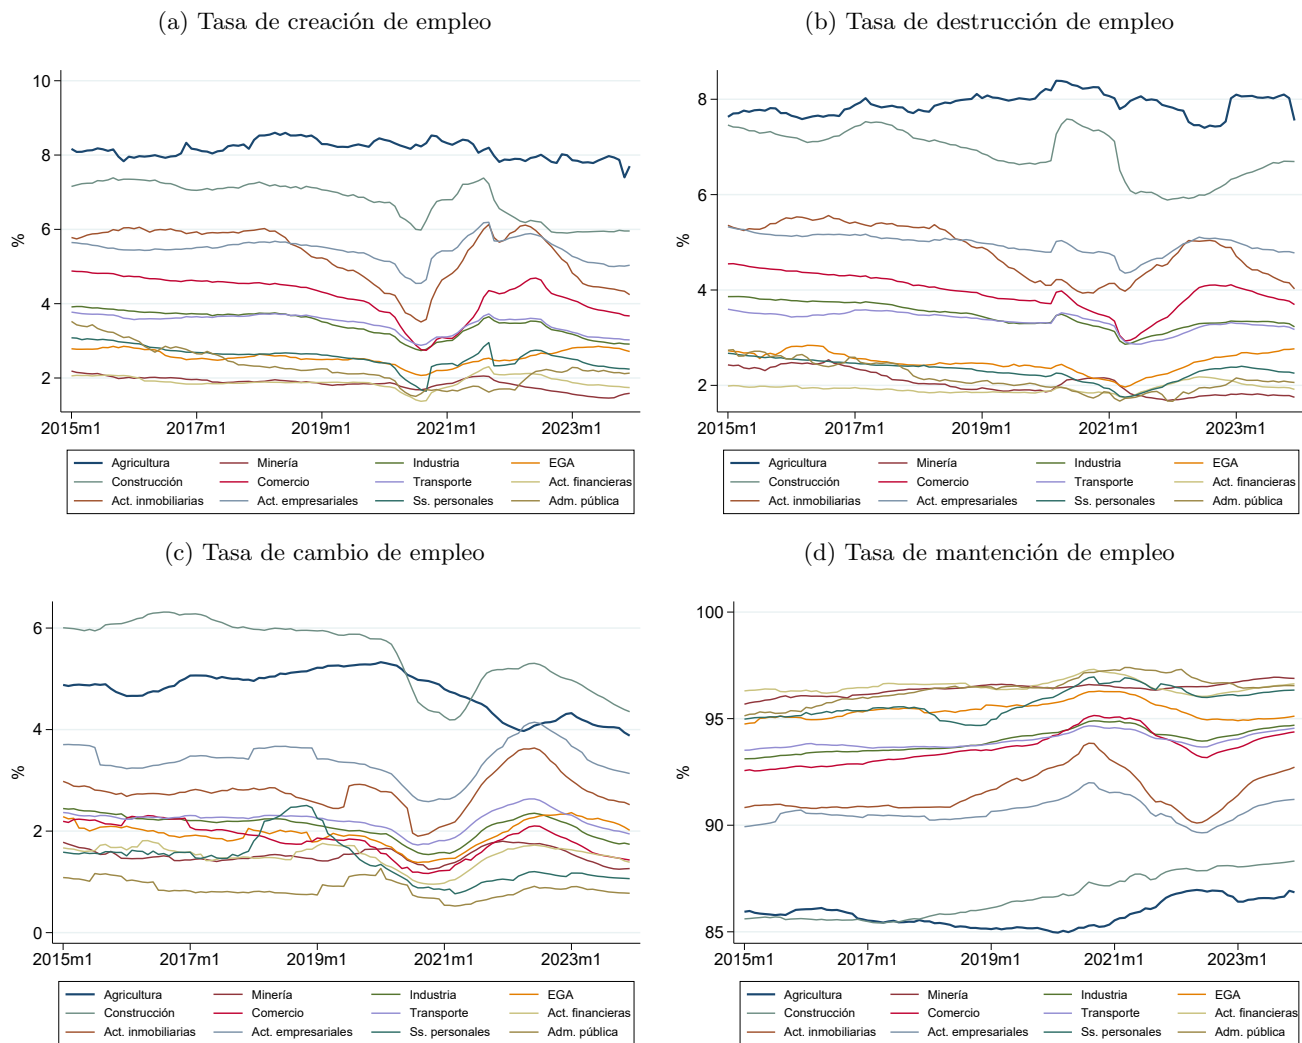 (a) Tasa de creación de empleo
10
8
6
4
2
%
2015m1 2017m1 2019m1 2021m1 2023m1
Agricultura Minería Industria EGA
Construcción Comercio Transporte Act. financieras
Act. inmobiliarias Act. empresariales Ss. personales Adm. pública
(b) Tasa de destrucción de empleo
8
6
4
2
%
2015m1 2017m1 2019m1 2021m1 2023m1
Agricultura Minería Industria EGA
Construcción Comercio Transporte Act. financieras
Act. inmobiliarias Act. empresariales Ss. personales Adm. pública
(c) Tasa de cambio de empleo
6
4
2
0
%
2015m1 2017m1 2019m1 2021m1 2023m1
Agricultura Minería Industria EGA
Construcción Comercio Transporte Act. financieras
Act. inmobiliarias Act. empresariales Ss. personales Adm. pública
(d) Tasa de mantención de empleo
100
95
90
85
%
2015m1 2017m1 2019m1 2021m1 2023m1
Agricultura Minería Industria EGA
Construcción Comercio Transporte Act. financieras
Act. inmobiliarias Act. empresariales Ss. personales Adm. pública